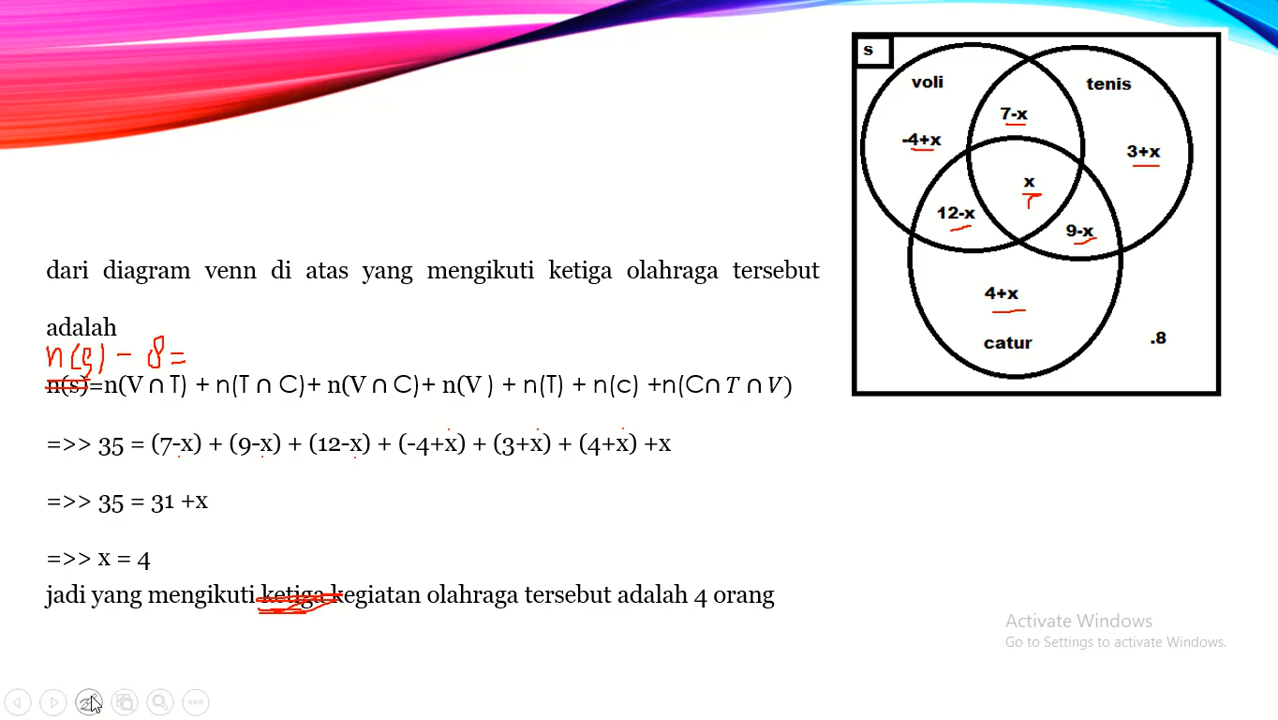 s
voli
tenis
7-x
-4+x
3+x
x
12-x
9-x
4+x
catur
.8
dari diagram venn di atas yang mengikuti ketiga olahraga tersebut
adalah
n(s) - 8 =
n(s)=n(V ∩ T) + n(T ∩ C)+ n(V ∩ C)+ n(V ) + n(T) + n(c) +n(C∩ T ∩ V)
=>> 35 = (7-x) + (9-x) + (12-x) + (-4+x) + (3+x) + (4+x) +x
=>> 35 = 31 +x
=>> x = 4
jadi yang mengikuti ketiga kegiatan olahraga tersebut adalah 4 orang
Activate Windows
Go to Settings to activate Windows.